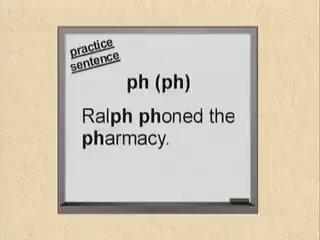 practice
sentence
ph (ph)
Ralph phoned the
pharmacy.